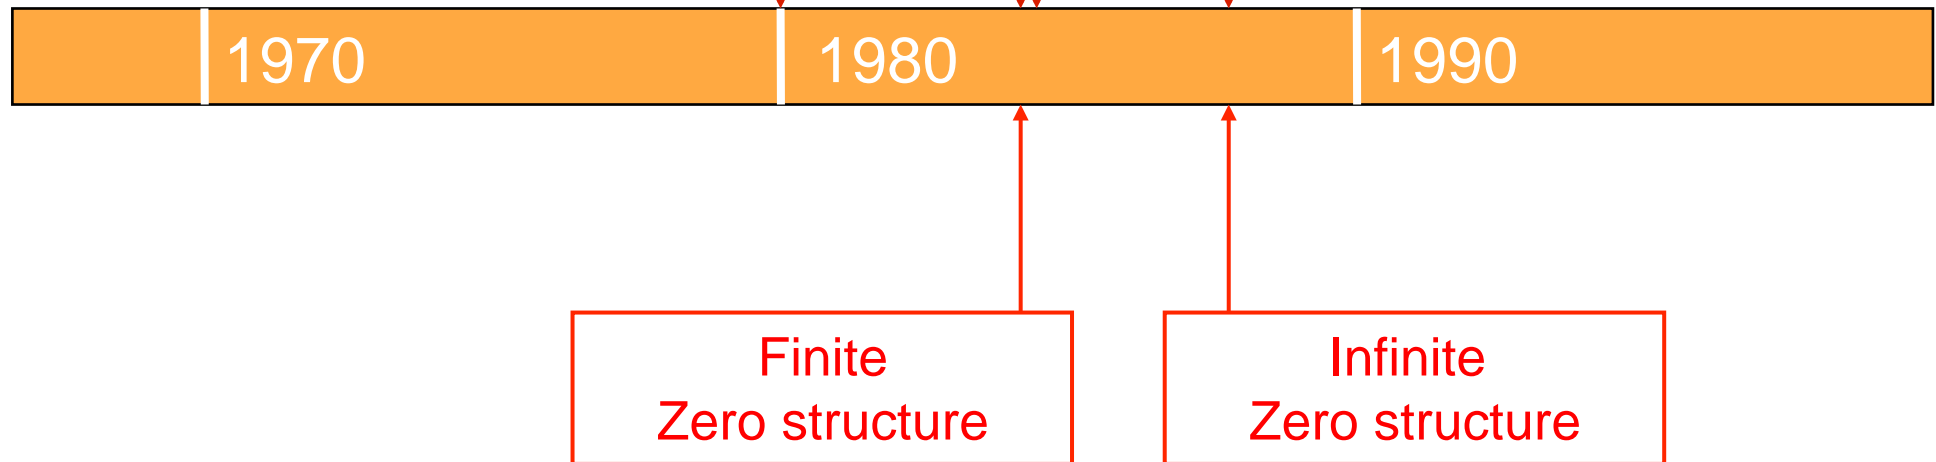 1970 1980 1990
Finite
Zero structure
Infinite
Zero structure